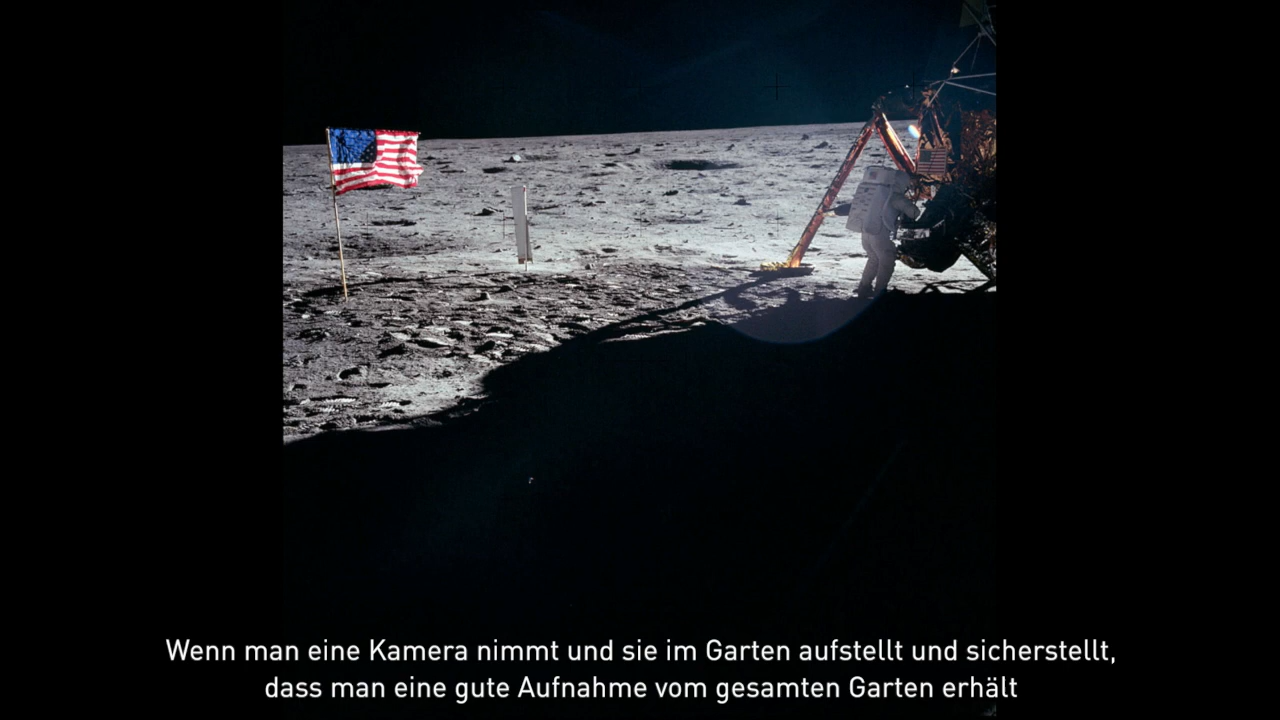 Wenn man eine Kamera nimmt und sie im Garten aufstellt und sicherstellt,
dass man eine gute Aufnahme vom gesamten Garten erhält